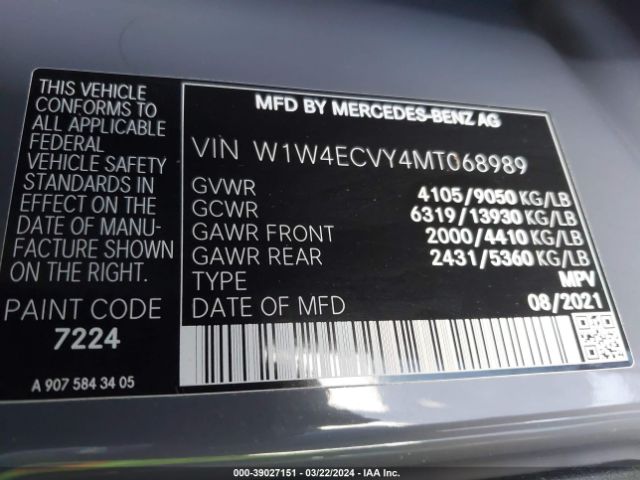 THIS VEHICLE
CONFORMS TO
ALL APPLICABLE
FEDERAL
VEHICLE SAFETY
STANDARDS IN
EFFECT ON THE
DATE OF MANU-
FACTURE SHOWN
ON THE RIGHT.
PAINT CODE
7224
A 907 584 34 05
MFD BY MERCEDES-BENZ AG
VIN W1W4ECVY4MT068989
GVWR 4105/9050 KG/LB
GCWR 6319/13930 KG/LB
GAWR FRONT 2000/4410 KG/LB
GAWR REAR 2431/5360 KG/LB
TYPE MPV
DATE OF MFD 08/2021
000-39027151 - 03/22/2024 - IAA Inc.